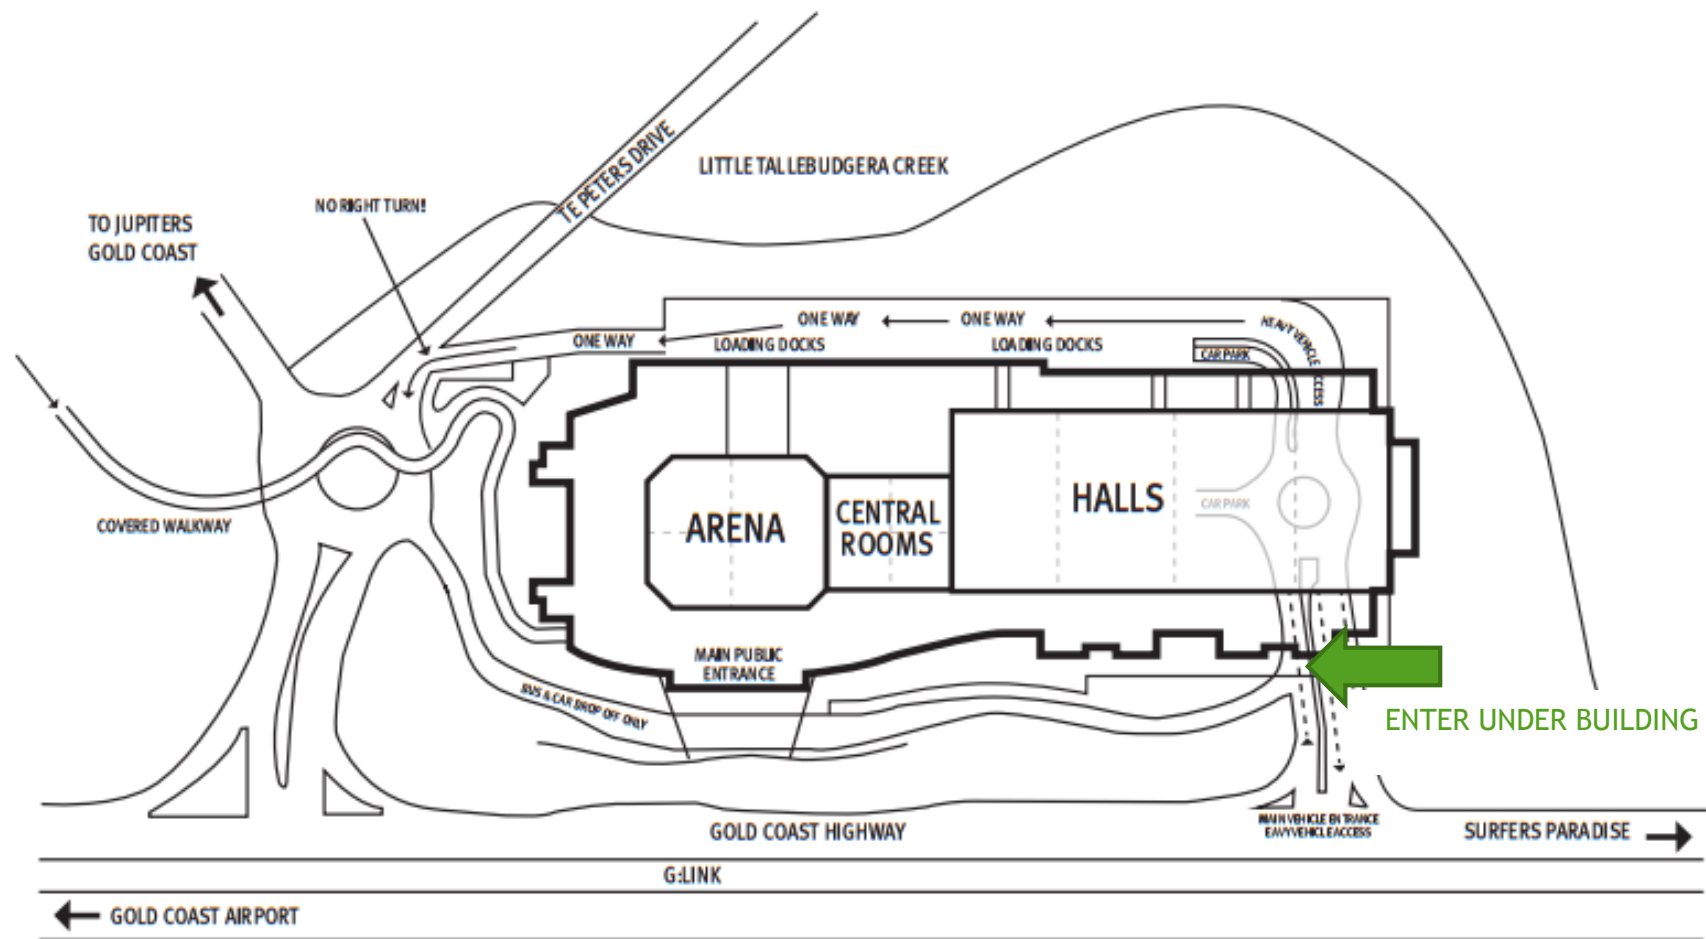 TE PETERS DRIVE
LITTLE TALLEBUDGERA CREEK
NO RIGHT TURN!
TO JUPITERS
GOLD COAST
ONE WAY
ONE WAY
HEAVY VEHICLE ACCESS
ONE WAY
LOADING DOCKS
LOADING DOCKS
CAR PARK
HALLS
CAR PARK
CENTRAL
ROOMS
ARENA
COVERED WALKWAY
MAIN PUBLIC
ENTRANCE
BUS & CAR DROP OFF ONLY
ENTER UNDER BUILDING
MAIN VEHICLE ENTRANCE
EAVY VEHICLE ACCESS
GOLD COAST HIGHWAY
SURFERS PARADISE
G:LINK
GOLD COAST AIRPORT